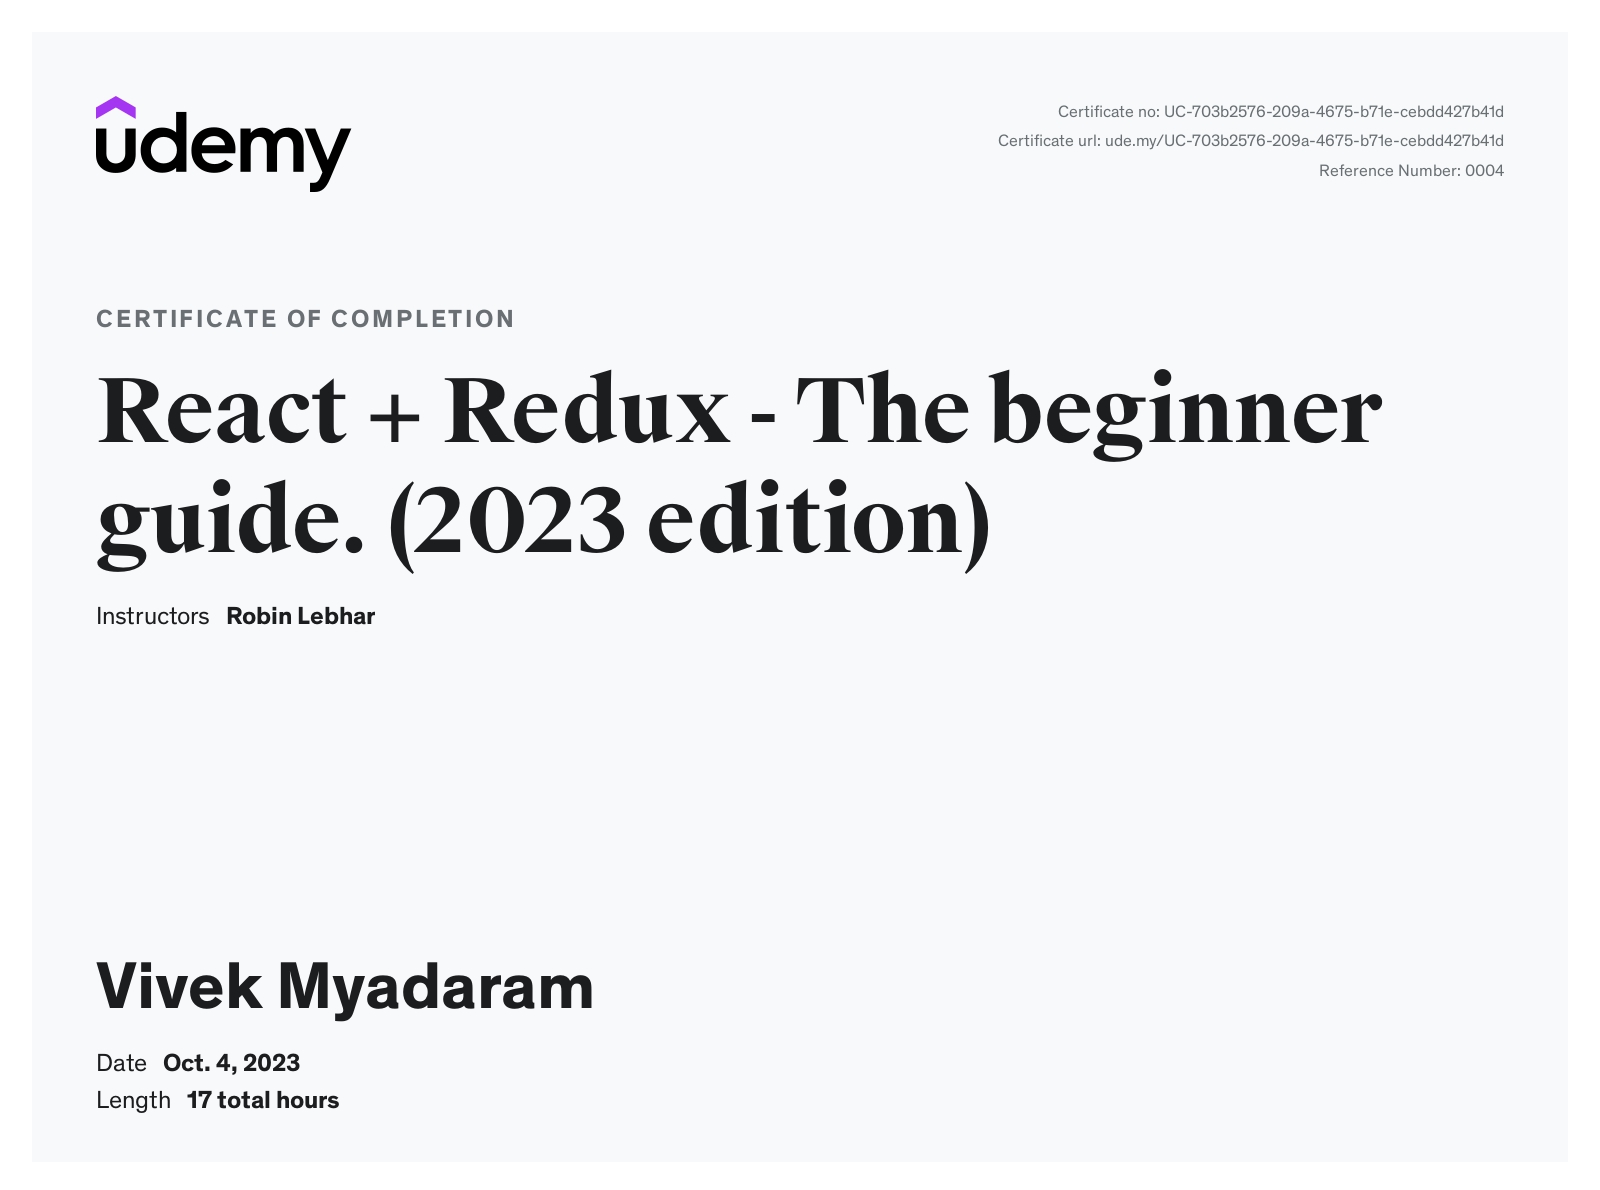 udemy
Certificate no: UC-703b2576-209a-4675-b71e-cebdd427b41d
Certificate url: ude.my/UC-703b2576-209a-4675-b71e-cebdd427b41d
Reference Number: 0004
CERTIFICATE OF COMPLETION
React + Redux - The beginner
guide. (2023 edition)
Instructors Robin Lebhar
Vivek Myadaram
Date Oct. 4, 2023
Length 17 total hours